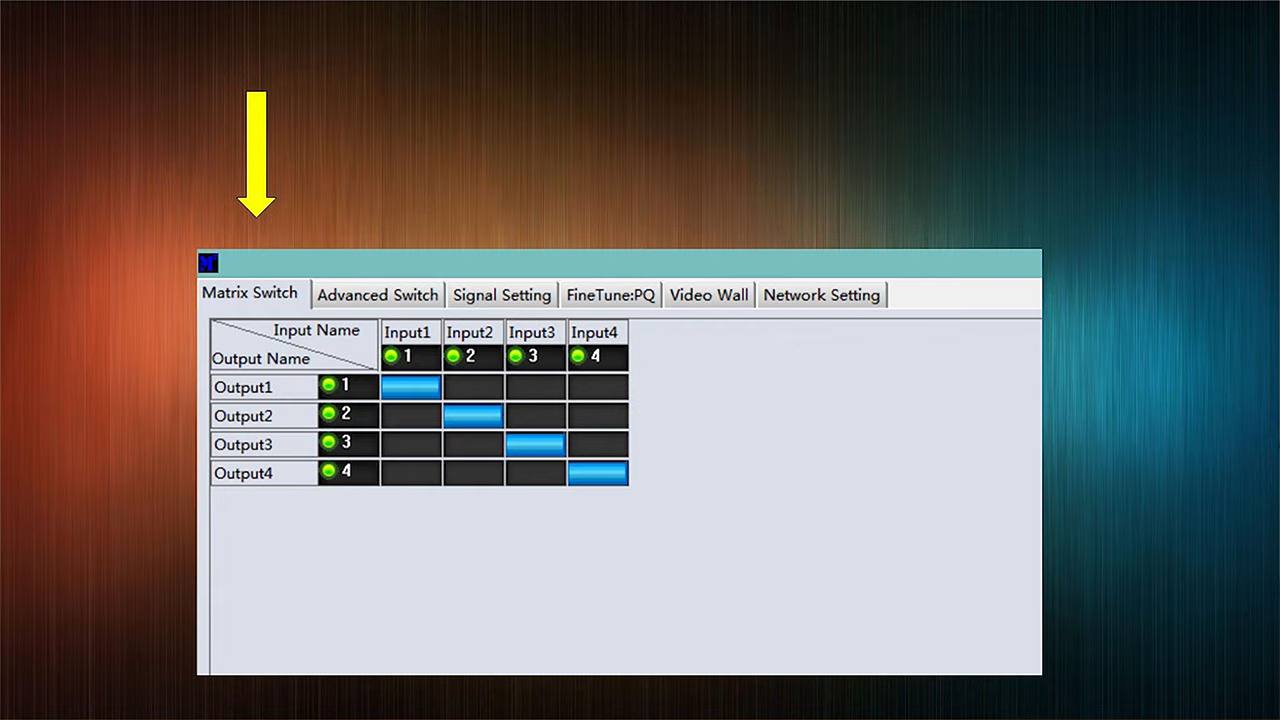 M
Matrix Switch Advanced Switch Signal Setting FineTune:PQ Video Wall Network Setting
Input Name Input1 Input2 Input3 Input4
Output Name 1 2 3 4
Output1 1
Output2 2
Output3 3
Output4 4